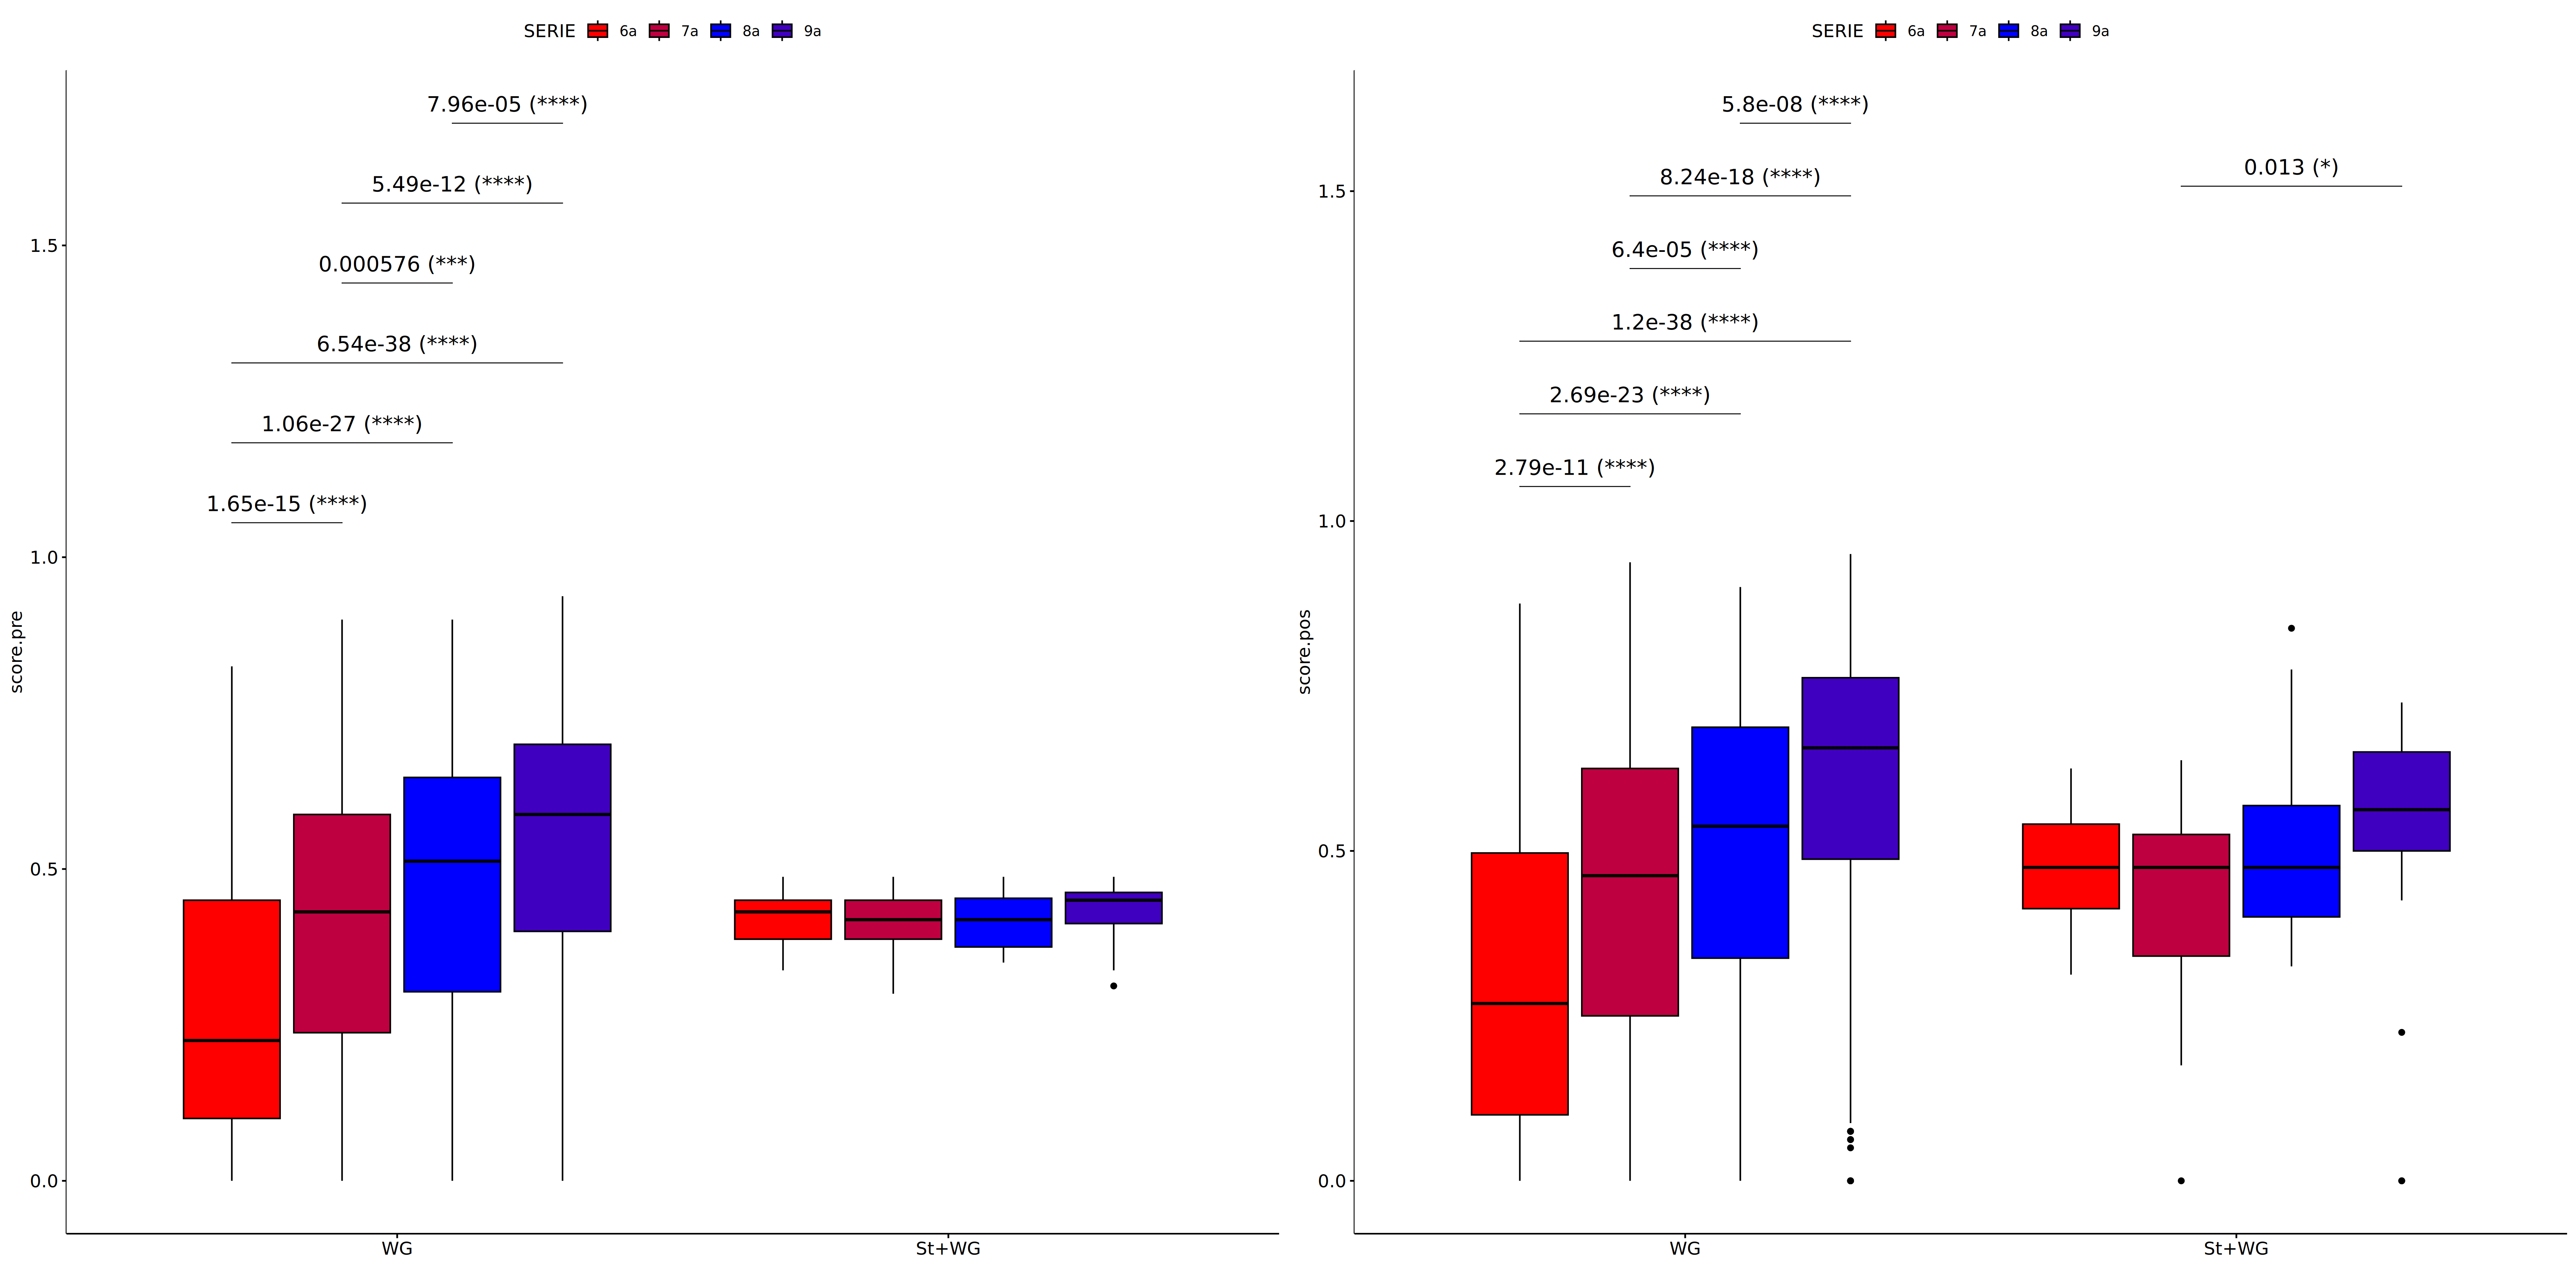 SERIE 6a 7a 8a 9a
7.96e-05 (****)
5.49e-12 (****)
1.5
0.000576 (***)
6.54e-38 (****)
1.06e-27 (****)
1.65e-15 (****)
1.0
score.pre
0.5
0.0
WG St+WG
SERIE 6a 7a 8a 9a
5.8e-08 (****)
0.013 (*)
8.24e-18 (****)
1.5
6.4e-05 (****)
1.2e-38 (****)
2.69e-23 (****)
2.79e-11 (****)
1.0
score.pos
0.5
0.0
WG St+WG